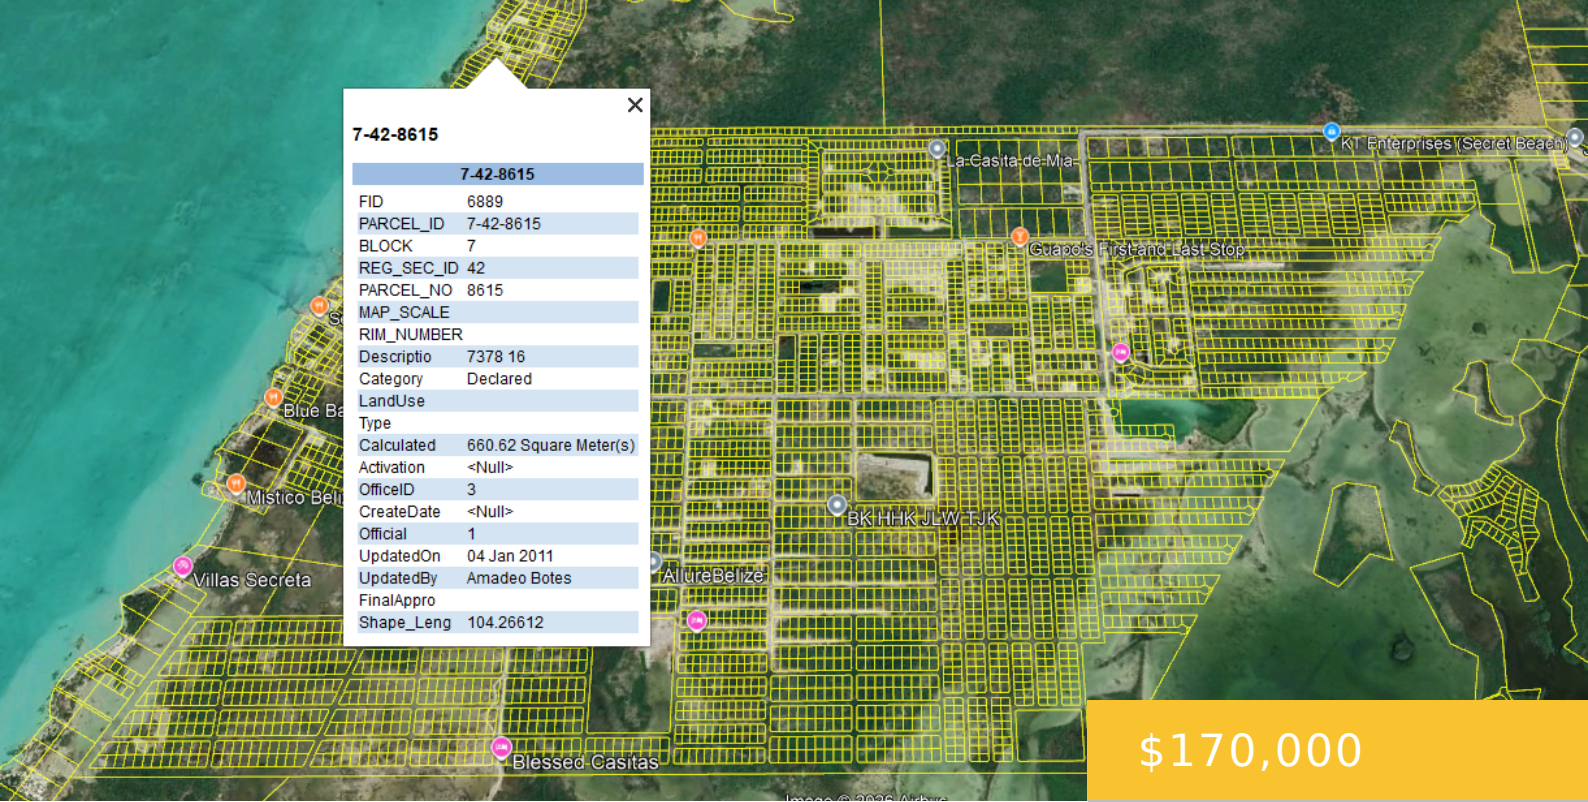 7-42-8615
7-42-8615
FID 6889
PARCEL_ID 7-42-8615
BLOCK 7
REG_SEC_ID 42
PARCEL_NO 8615
MAP_SCALE
RIM_NUMBER
Descriptio 7378 16
Category Declared
LandUse
Type
Calculated 660.62 Square Meter(s)
Activation <Null>
OfficeID 3
CreateDate <Null>
Official 1
UpdatedOn 04 Jan 2011
UpdatedBy Amadeo Botes
FinalAppro
Shape_Leng 104.26612
KT Enterprises (Secret Beach)
La Casita de Mia
Guapo's First and Last Stop
Blue Ba
Mistico Beli
BK HHK JLW TJK
Villas Secreta
AllureBelize
Blessed Casitas
$170,000
Image © 2026 Airbus